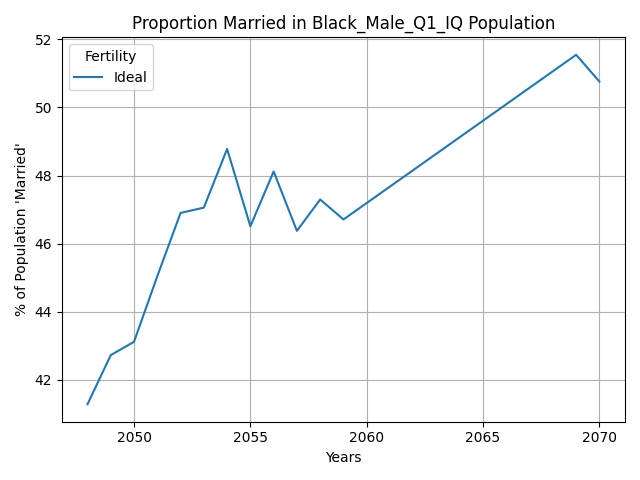 Proportion Married in Black_Male_Q1_IQ Population
% of Population 'Married'
52
50
48
46
44
42
Fertility
Ideal
2050 2055 2060 2065 2070
Years